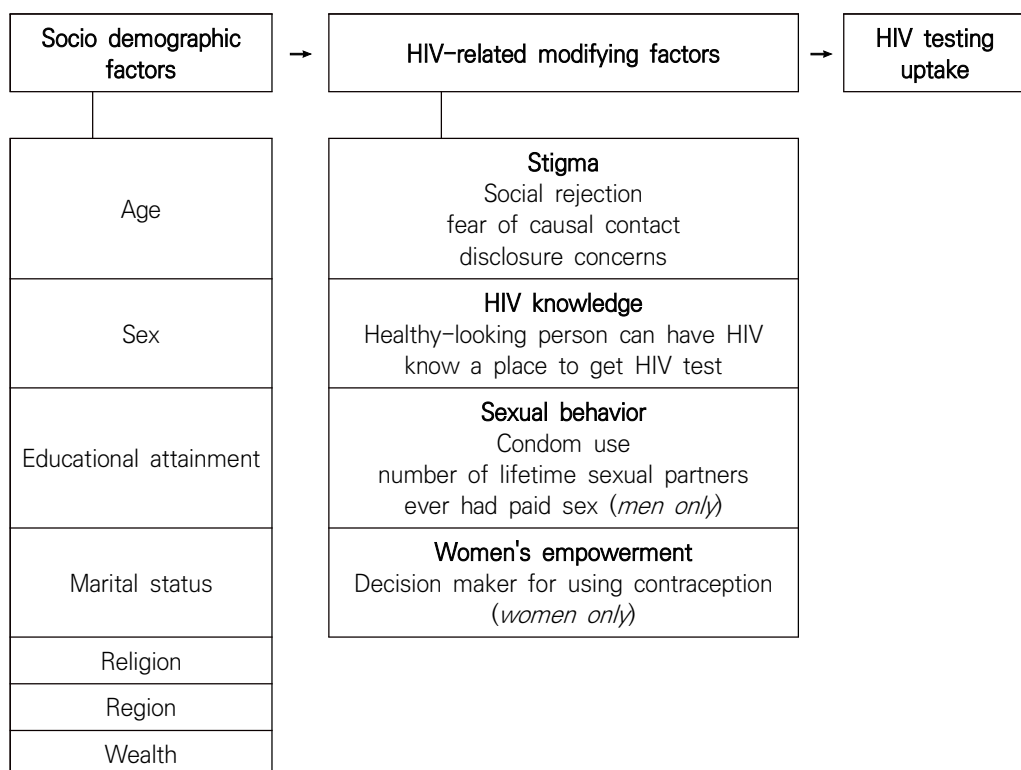 Socio demographic
factors
→
HIV-related modifying factors
→
HIV testing
uptake
Age
Sex
Educational attainment
Marital status
Religion
Region
Wealth
Stigma
Social rejection
fear of causal contact
disclosure concerns
HIV knowledge
Healthy-looking person can have HIV
know a place to get HIV test
Sexual behavior
Condom use
number of lifetime sexual partners
ever had paid sex (men only)
Women's empowerment
Decision maker for using contraception
(women only)